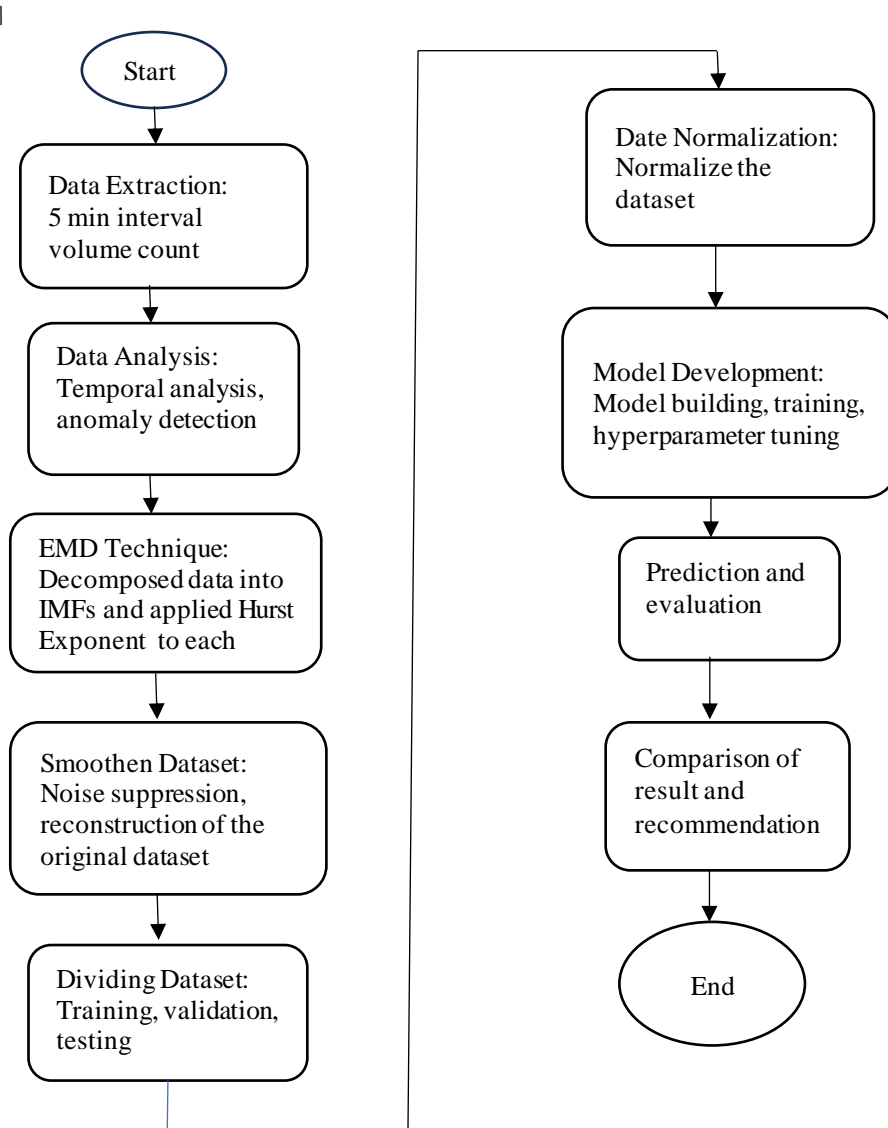 Start
Data Extraction:
5 min interval
volume count
Data Analysis:
Temporal analysis,
anomaly detection
EMD Technique:
Decomposed data into
IMFs and applied Hurst
Exponent to each
Smoothen Dataset:
Noise suppression,
reconstruction of the
original dataset
Dividing Dataset:
Training, validation,
testing
Date Normalization:
Normalize the
dataset
Model Development:
Model building, training,
hyperparameter tuning
Prediction and
evaluation
Comparison of
result and
recommendation
End